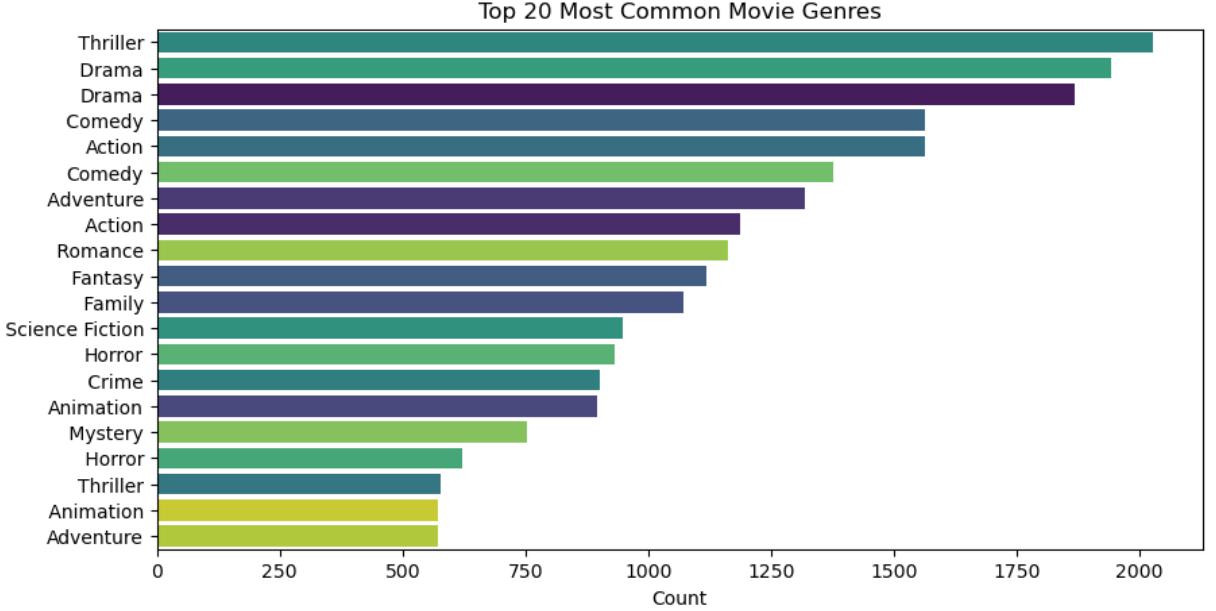 Top 20 Most Common Movie Genres
Thriller
Drama
Drama
Comedy
Action
Comedy
Adventure
Action
Romance
Fantasy
Family
Science Fiction
Horror
Crime
Animation
Mystery
Horror
Thriller
Animation
Adventure
0 250 500 750 1000 1250 1500 1750 2000
Count